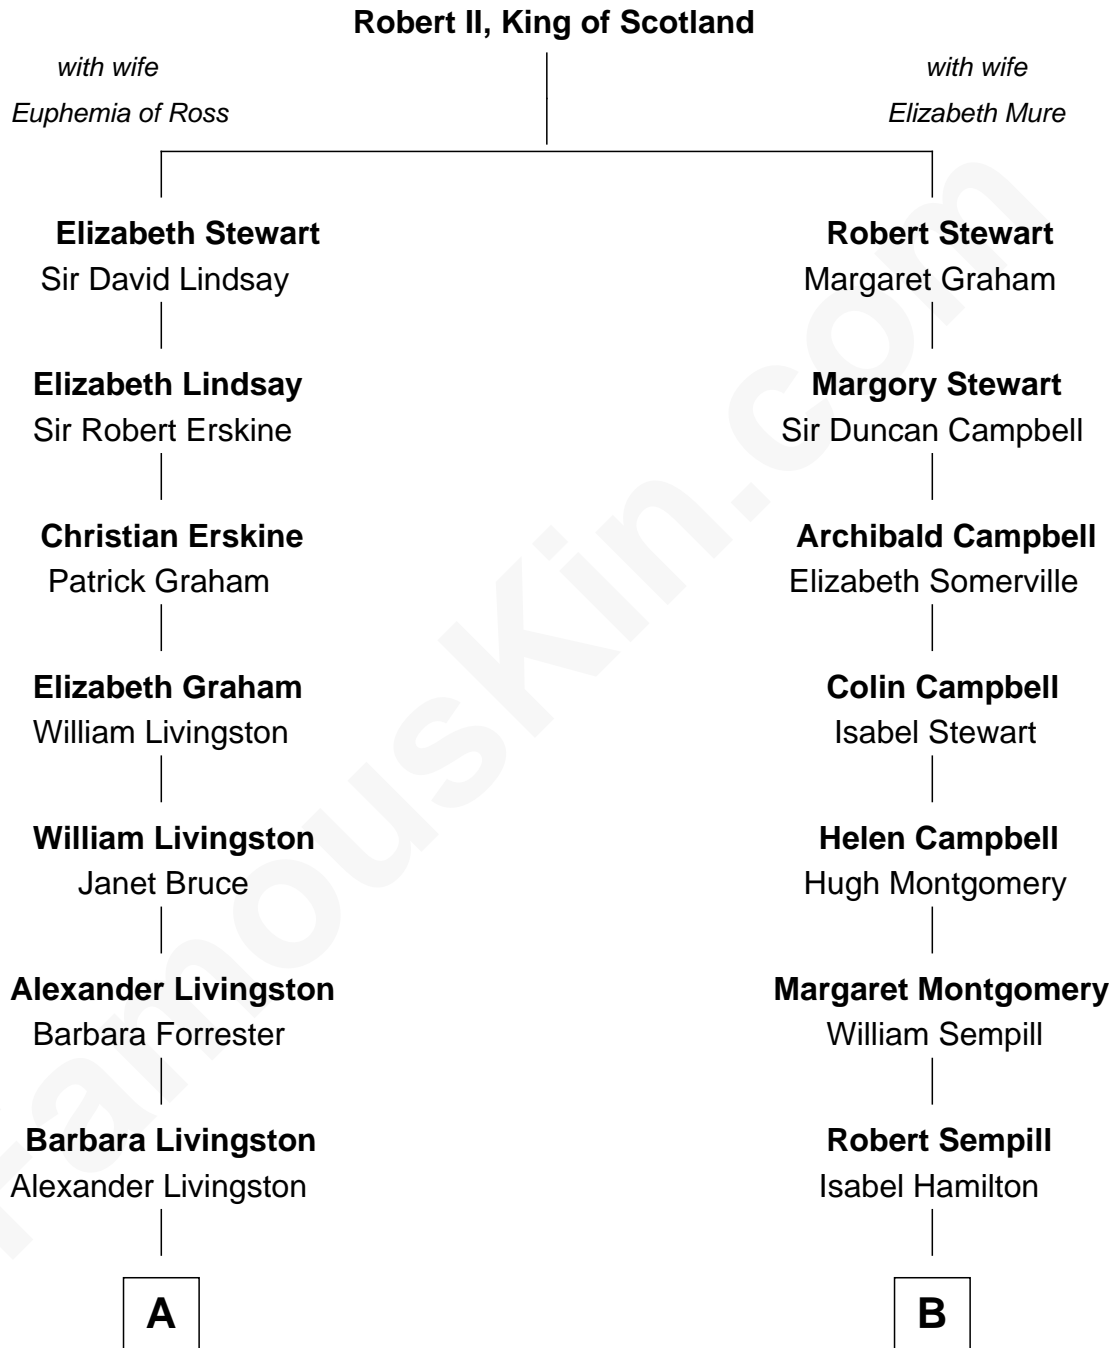 Robert II, King of Scotland
with wife
Euphemia of Ross
with wife
Elizabeth Mure
Elizabeth Stewart
Sir David Lindsay
Robert Stewart
Margaret Graham
Elizabeth Lindsay
Sir Robert Erskine
Margory Stewart
Sir Duncan Campbell
Christian Erskine
Patrick Graham
Archibald Campbell
Elizabeth Somerville
Elizabeth Graham
William Livingston
Colin Campbell
Isabel Stewart
William Livingston
Janet Bruce
Helen Campbell
Hugh Montgomery
Alexander Livingston
Barbara Forrester
Margaret Montgomery
William Sempill
Barbara Livingston
Alexander Livingston
Robert Sempill
Isabel Hamilton
A
B
FamousKin.com